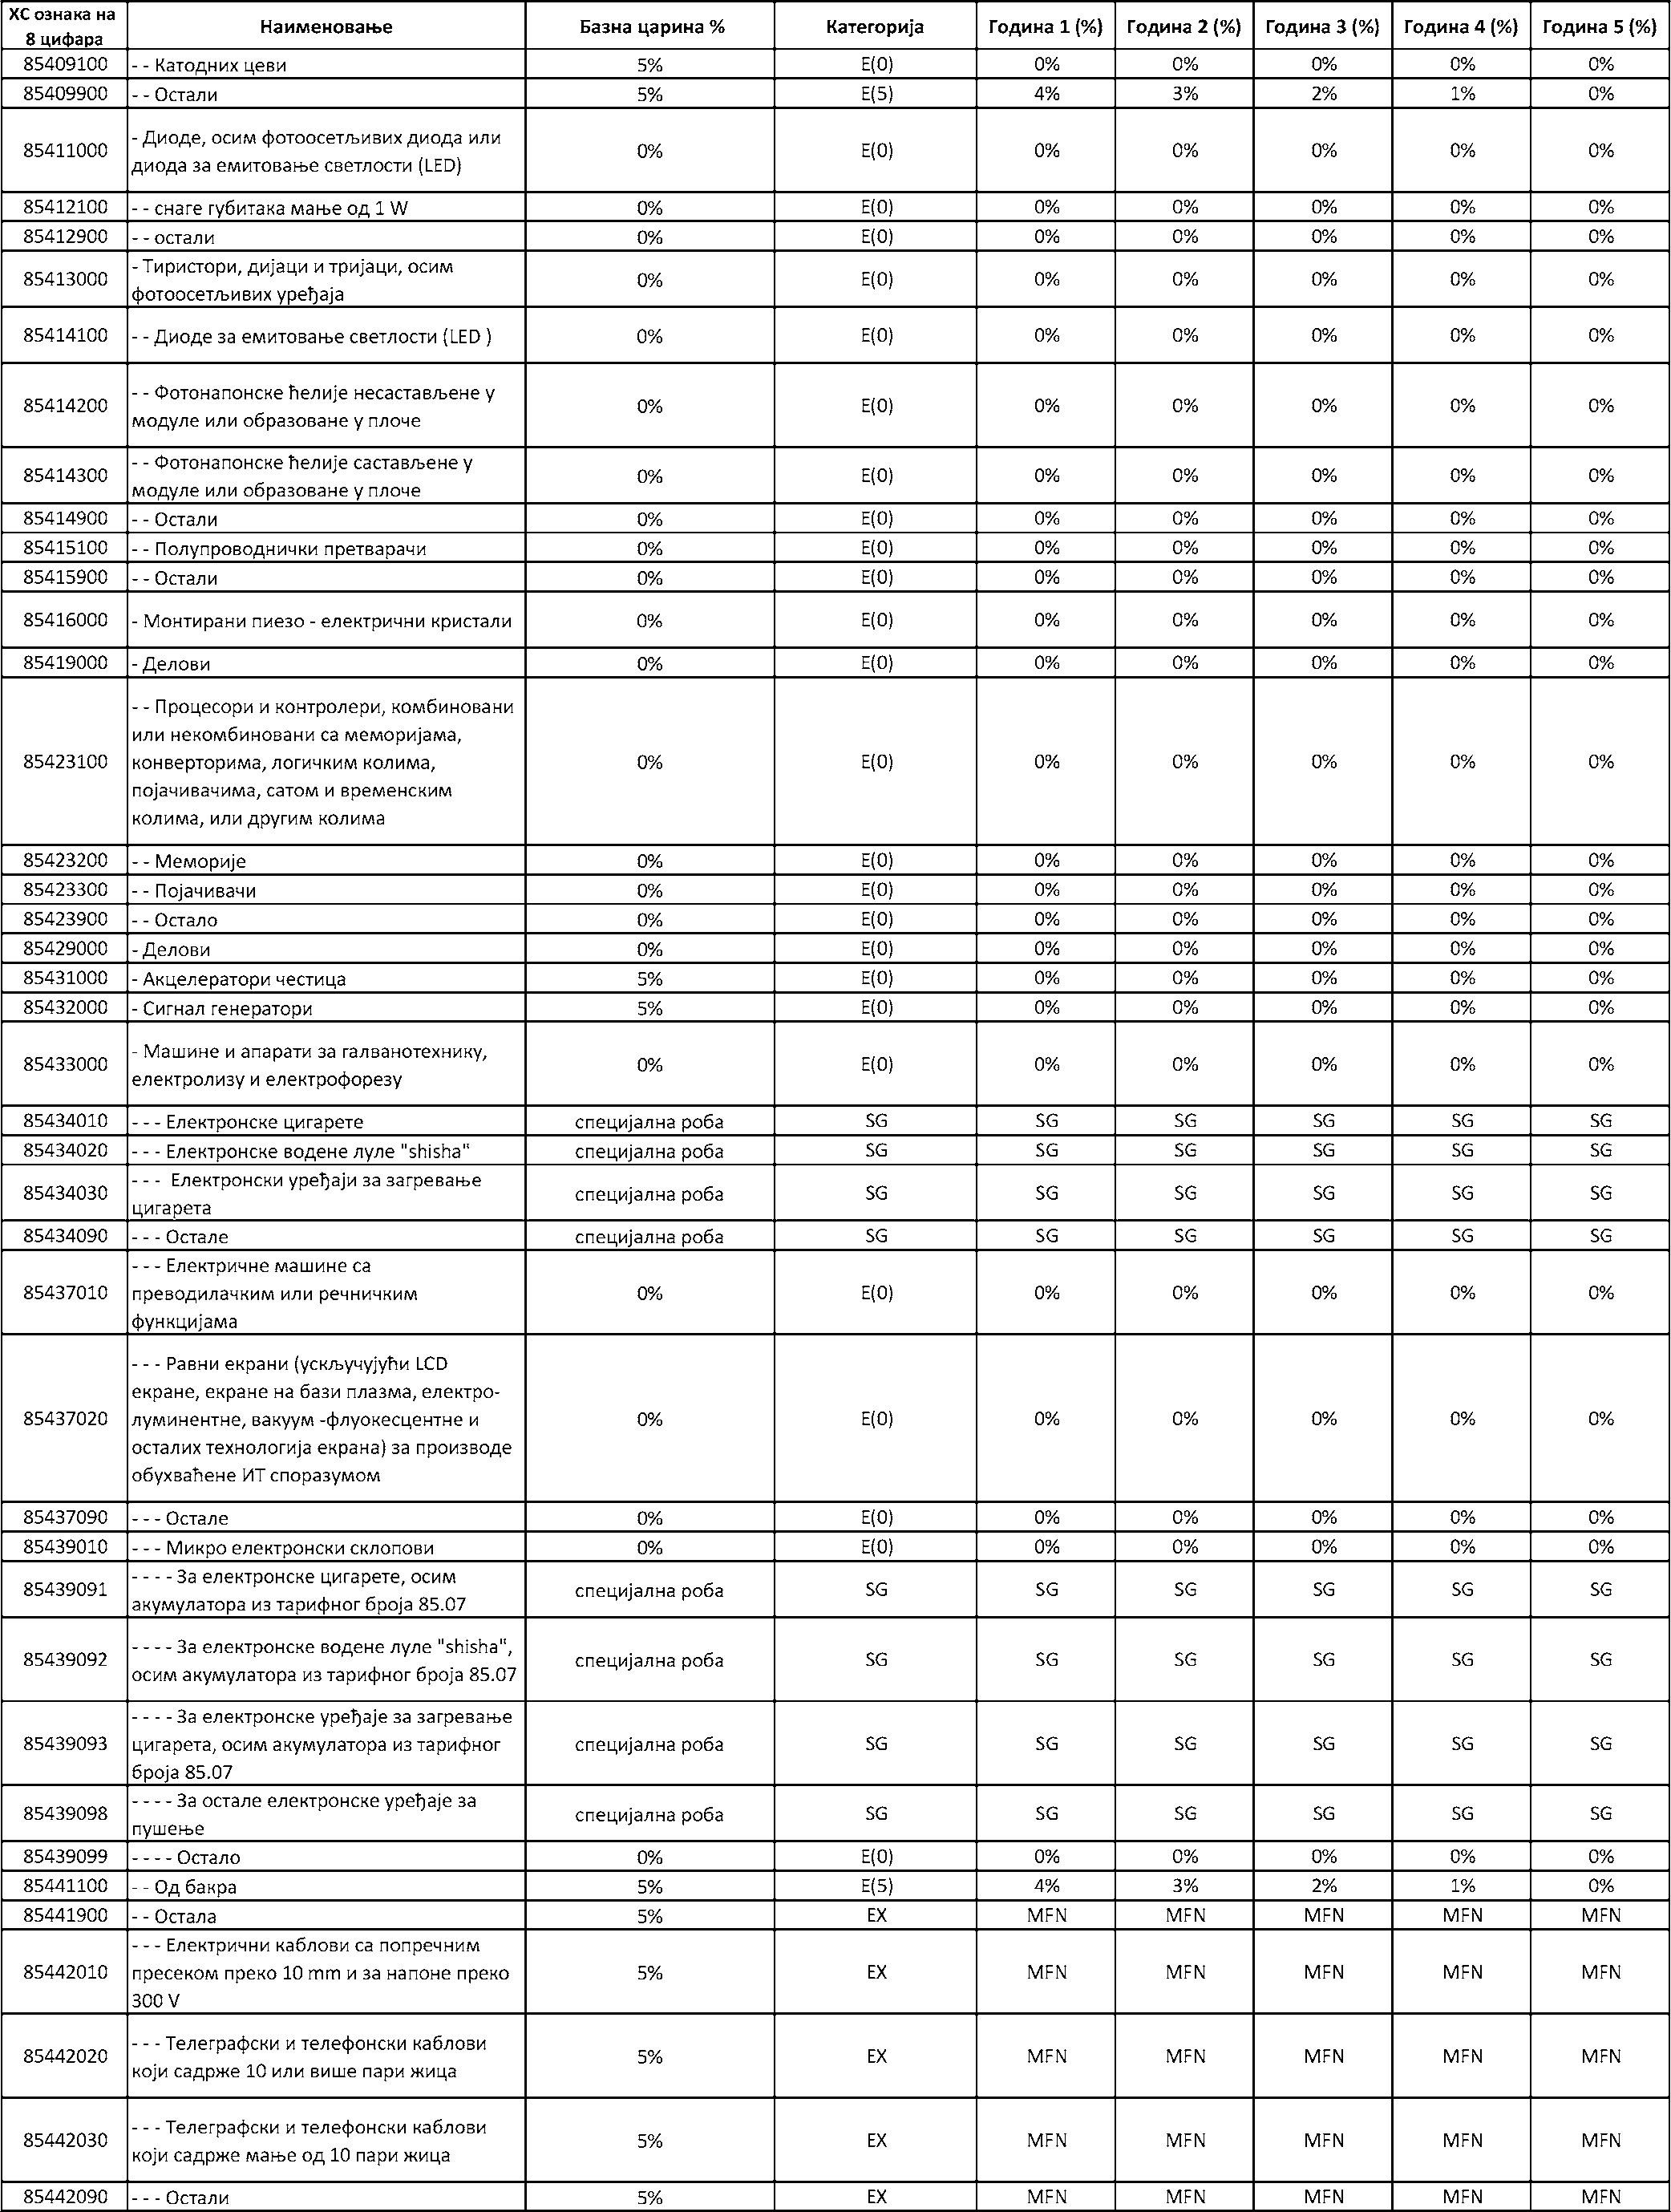 ХС ознака на 8 цифара | Наименовање | Базна царина % | Категорија | Година 1 (%) | Година 2 (%) | Година 3 (%) | Година 4 (%) | Година 5 (%)
85409100 | - - Катодних цеви | 5% | E(0) | 0% | 0% | 0% | 0% | 0%
85409900 | - - Остали | 5% | E(5) | 4% | 3% | 2% | 1% | 0%
85411000 | - Диоде, осим фотоосетљивих диода или диода за емитовање светлости (LED) | 0% | E(0) | 0% | 0% | 0% | 0% | 0%
85412100 | - - снаге губитака мање од 1 W | 0% | E(0) | 0% | 0% | 0% | 0% | 0%
85412900 | - - остали | 0% | E(0) | 0% | 0% | 0% | 0% | 0%
85413000 | - Тиристори, дијаци и тријаци, осим фотоосетљивих уређаја | 0% | E(0) | 0% | 0% | 0% | 0% | 0%
85414100 | - - Диоде за емитовање светлости (LED ) | 0% | E(0) | 0% | 0% | 0% | 0% | 0%
85414200 | - - Фотонапонске ћелије несастављене у модуле или образоване у плоче | 0% | E(0) | 0% | 0% | 0% | 0% | 0%
85414300 | - - Фотонапонске ћелије састављене у модуле или образоване у плоче | 0% | E(0) | 0% | 0% | 0% | 0% | 0%
85414900 | - - Остали | 0% | E(0) | 0% | 0% | 0% | 0% | 0%
85415100 | - - Полупроводнички претварачи | 0% | E(0) | 0% | 0% | 0% | 0% | 0%
85415900 | - - Остали | 0% | E(0) | 0% | 0% | 0% | 0% | 0%
85416000 | - Монтирани пиезо - електрични кристали | 0% | E(0) | 0% | 0% | 0% | 0% | 0%
85419000 | - Делови | 0% | E(0) | 0% | 0% | 0% | 0% | 0%
85423100 | - - Процесори и контролери, комбиновани или некомбиновани са меморијама, конверторима, логичким колима, појачивачима, сатом и временским колима, или другим колима | 0% | E(0) | 0% | 0% | 0% | 0% | 0%
85423200 | - - Меморије | 0% | E(0) | 0% | 0% | 0% | 0% | 0%
85423300 | - - Појачивачи | 0% | E(0) | 0% | 0% | 0% | 0% | 0%
85423900 | - - Остало | 0% | E(0) | 0% | 0% | 0% | 0% | 0%
85429000 | - Делови | 0% | E(0) | 0% | 0% | 0% | 0% | 0%
85431000 | - Акцелератори честица | 5% | E(0) | 0% | 0% | 0% | 0% | 0%
85432000 | - Сигнал генератори | 5% | E(0) | 0% | 0% | 0% | 0% | 0%
85433000 | - Машине и апарати за галванотехнику, електролизу и електрофорезу | 0% | E(0) | 0% | 0% | 0% | 0% | 0%
85434010 | - - - Електронске цигарете | специјална роба | SG | SG | SG | SG | SG | SG
85434020 | - - - Електронске водене луле "shisha" | специјална роба | SG | SG | SG | SG | SG | SG
85434030 | - - - Електронски уређаји за загревање цигарета | специјална роба | SG | SG | SG | SG | SG | SG
85434090 | - - - Остале | специјална роба | SG | SG | SG | SG | SG | SG
85437010 | - - - Електричне машине са преводилачким или речничким функцијама | 0% | E(0) | 0% | 0% | 0% | 0% | 0%
85437020 | - - - Равни екрани (ускључујући LCD екране, екране на бази плазма, електро-луминентне, вакуум -флуокесцентне и осталих технологија екрана) за производе обухваћене ИТ споразумом | 0% | E(0) | 0% | 0% | 0% | 0% | 0%
85437090 | - - - Остале | 0% | E(0) | 0% | 0% | 0% | 0% | 0%
85439010 | - - - Микро електронски склопови | 0% | E(0) | 0% | 0% | 0% | 0% | 0%
85439091 | - - - - За електронске цигарете, осим акумулатора из тарифног броја 85.07 | специјална роба | SG | SG | SG | SG | SG | SG
85439092 | - - - - За електронске водене луле "shisha", осим акумулатора из тарифног броја 85.07 | специјална роба | SG | SG | SG | SG | SG | SG
85439093 | - - - - За електронске уређаје за загревање цигарета, осим акумулатора из тарифног броја 85.07 | специјална роба | SG | SG | SG | SG | SG | SG
85439098 | - - - - За остале електронске уређаје за пушење | специјална роба | SG | SG | SG | SG | SG | SG
85439099 | - - - - Остало | 0% | E(0) | 0% | 0% | 0% | 0% | 0%
85441100 | - - Од бакра | 5% | E(5) | 4% | 3% | 2% | 1% | 0%
85441900 | - - Остала | 5% | EX | MFN | MFN | MFN | MFN | MFN
85442010 | - - - Електрични каблови са попречним пресеком преко 10 mm и за напоне преко 300 V | 5% | EX | MFN | MFN | MFN | MFN | MFN
85442020 | - - - Телеграфски и телефонски каблови који садрже 10 или више пари жица | 5% | EX | MFN | MFN | MFN | MFN | MFN
85442030 | - - - Телеграфски и телефонски каблови који садрже мање од 10 пари жица | 5% | EX | MFN | MFN | MFN | MFN | MFN
85442090 | - - - Остали | 5% | EX | MFN | MFN | MFN | MFN | MFN